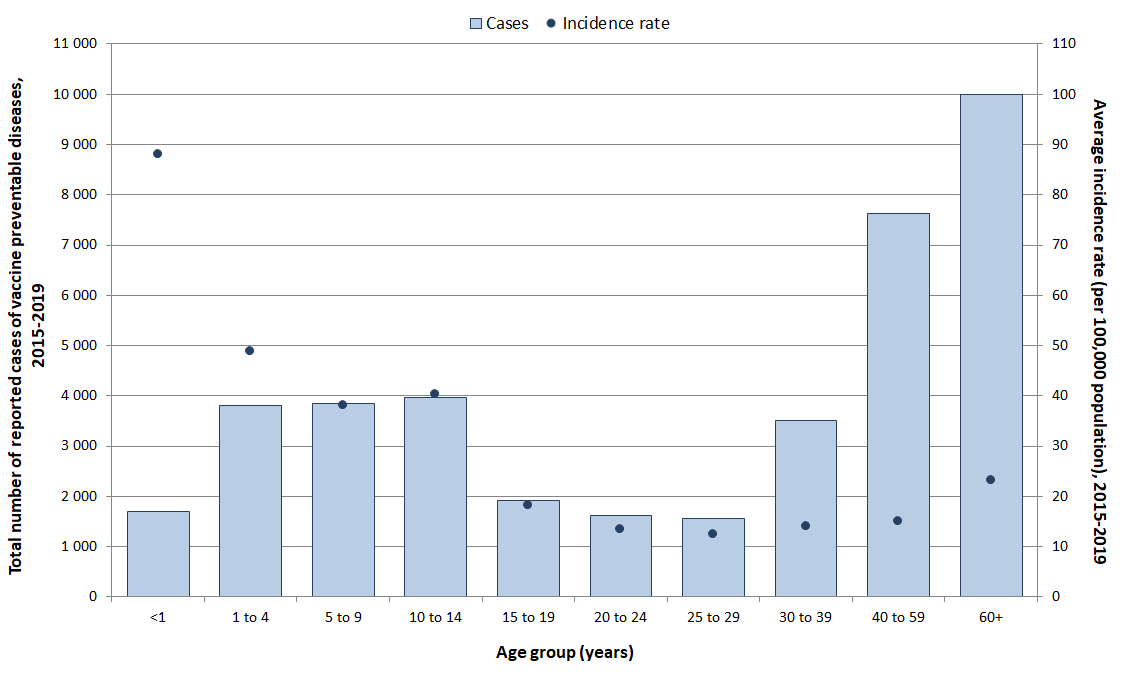 Cases
Incidence rate
Total number of reported cases of vaccine preventable diseases,
2015-2019
11 000
10 000
9 000
8 000
7 000
6 000
5 000
4 000
3 000
2 000
1 000
0
110
100
90
80
70
60
50
40
30
20
10
0
Average incidence rate (per 100,000 population), 2015-2019
<1
1 to 4
5 to 9
10 to 14
15 to 19
20 to 24
25 to 29
30 to 39
40 to 59
60+
Age group (years)